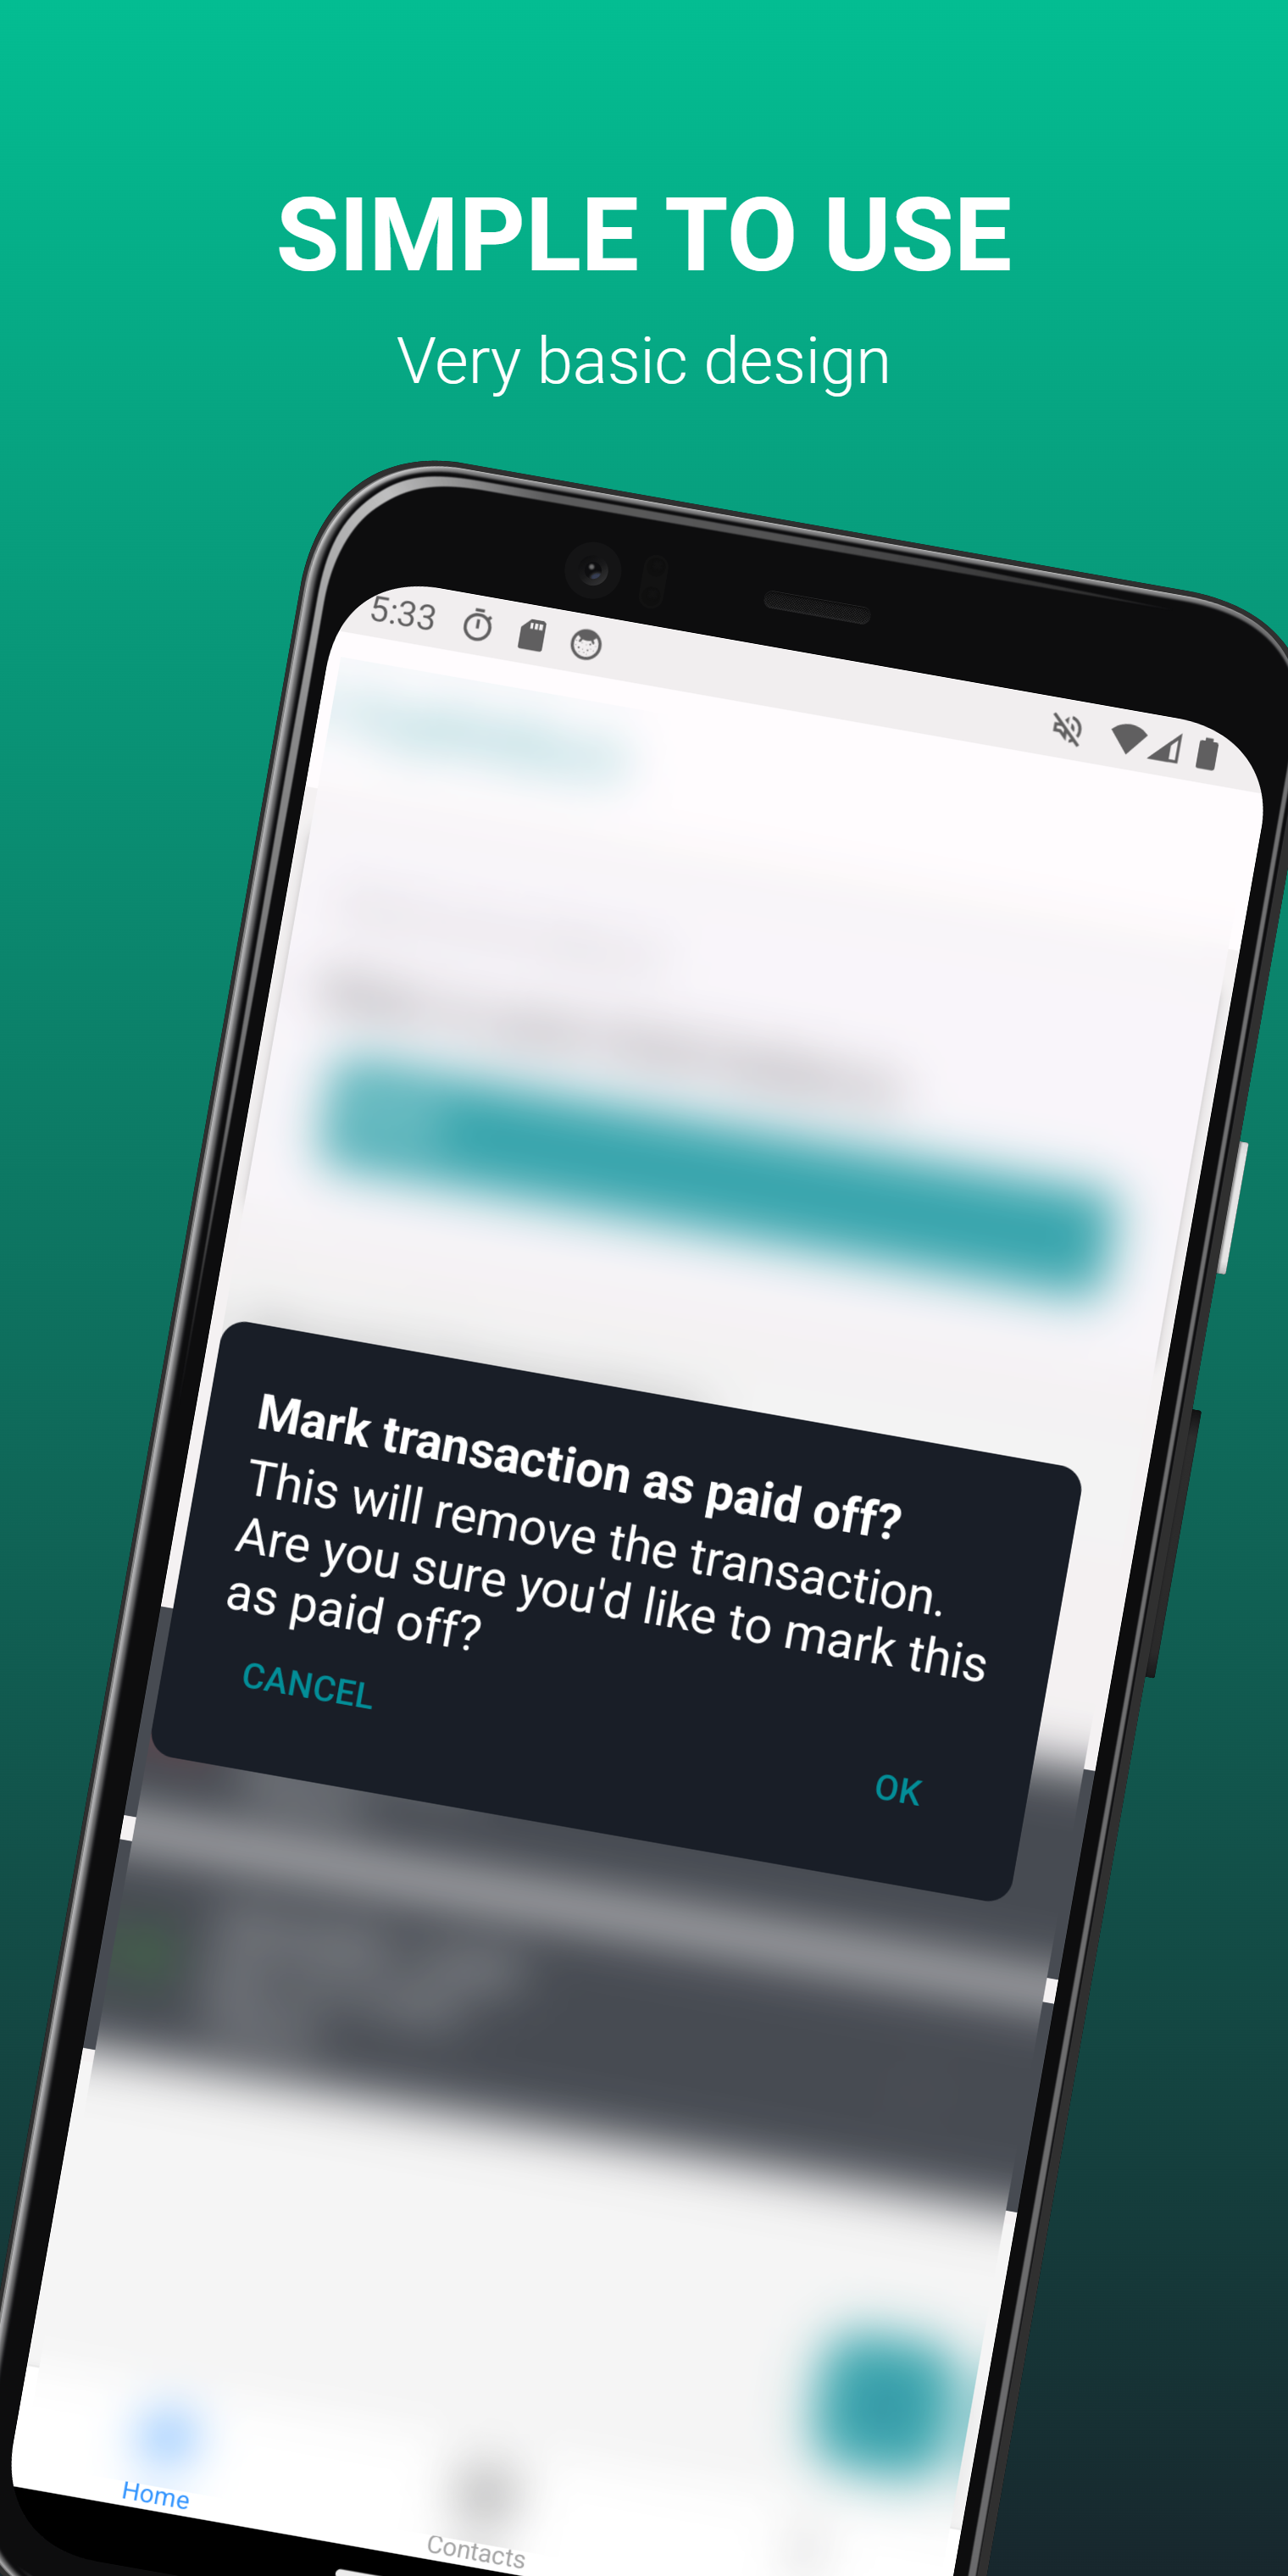 SIMPLE TO USE
Very basic design
5:33
Mark transaction as paid off?
This will remove the transaction.
Are you sure you'd like to mark this
as paid off?
CANCEL
OK
Home
Contacts